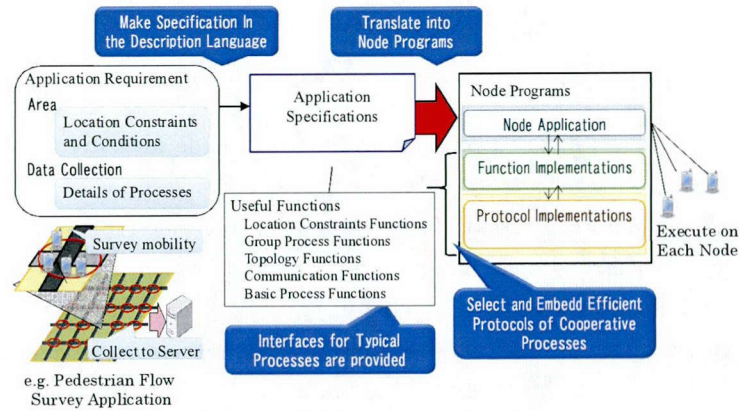 Make Specification In
the Description Language
Translate into
Node Programs
Application Requirement
Area
Location Constraints
and Conditions
Data Collection
Details of Processes
Application
Specifications
Node Programs
Node Application
Function Implementations
Protocol Implementations
Execute on
Each Node
Useful Functions
Location Constraints Functions
Group Process Functions
Topology Functions
Communication Functions
Basic Process Functions
Survey mobility
Collect to Server
e.g. Pedestrian Flow
Survey Application
Interfaces for Typical
Processes are provided
Select and Embedd Efficient
Protocols of Cooperative
Processes